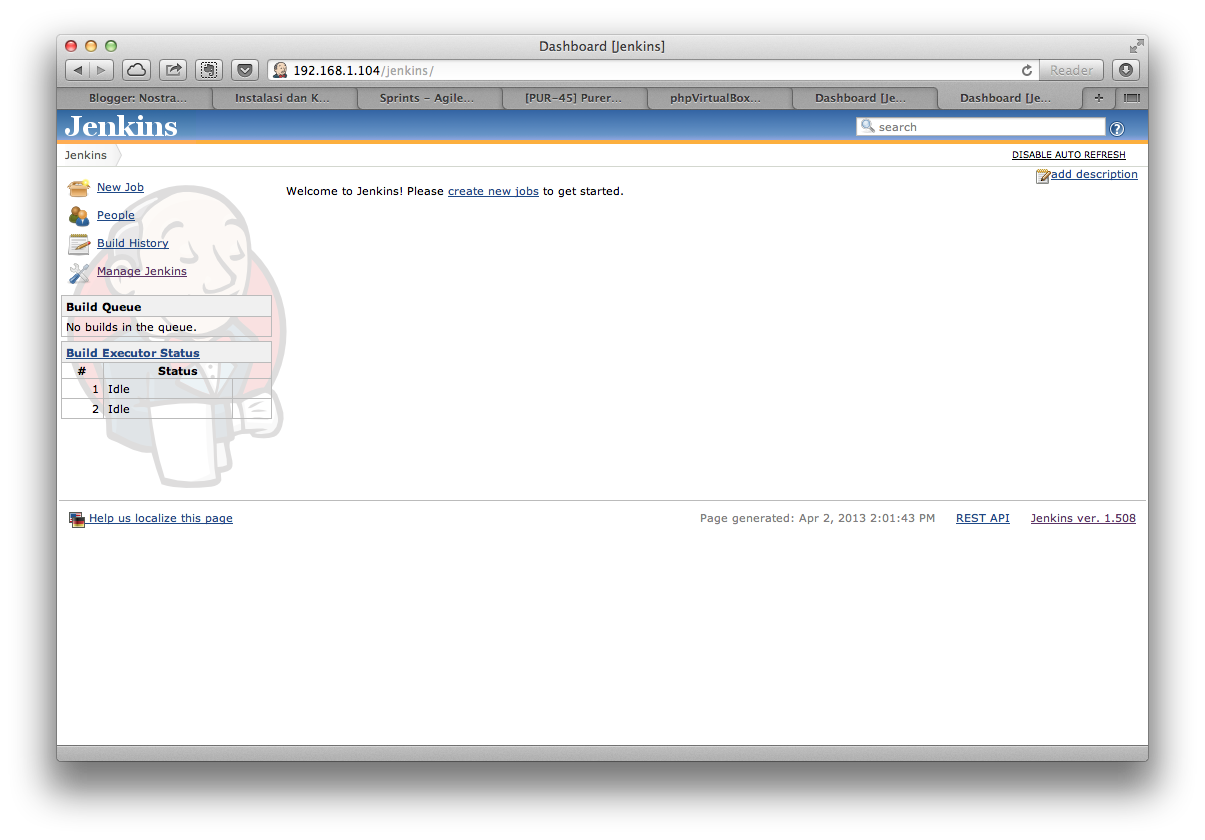 Dashboard [Jenkins]
192.168.1.104/jenkins/
Reader
Blogger: Nostra...
Instalasi dan K...
Sprints – Agile...
[PUR-45] Purer...
phpVirtualBox...
Dashboard [Je...
Dashboard [Je...
Jenkins
search
Jenkins
DISABLE AUTO REFRESH
add description
New Job
Welcome to Jenkins! Please create new jobs to get started.
People
Build History
Manage Jenkins
Build Queue
No builds in the queue.
Build Executor Status
# Status
1 Idle
2 Idle
Help us localize this page
Page generated: Apr 2, 2013 2:01:43 PM
REST API
Jenkins ver. 1.508